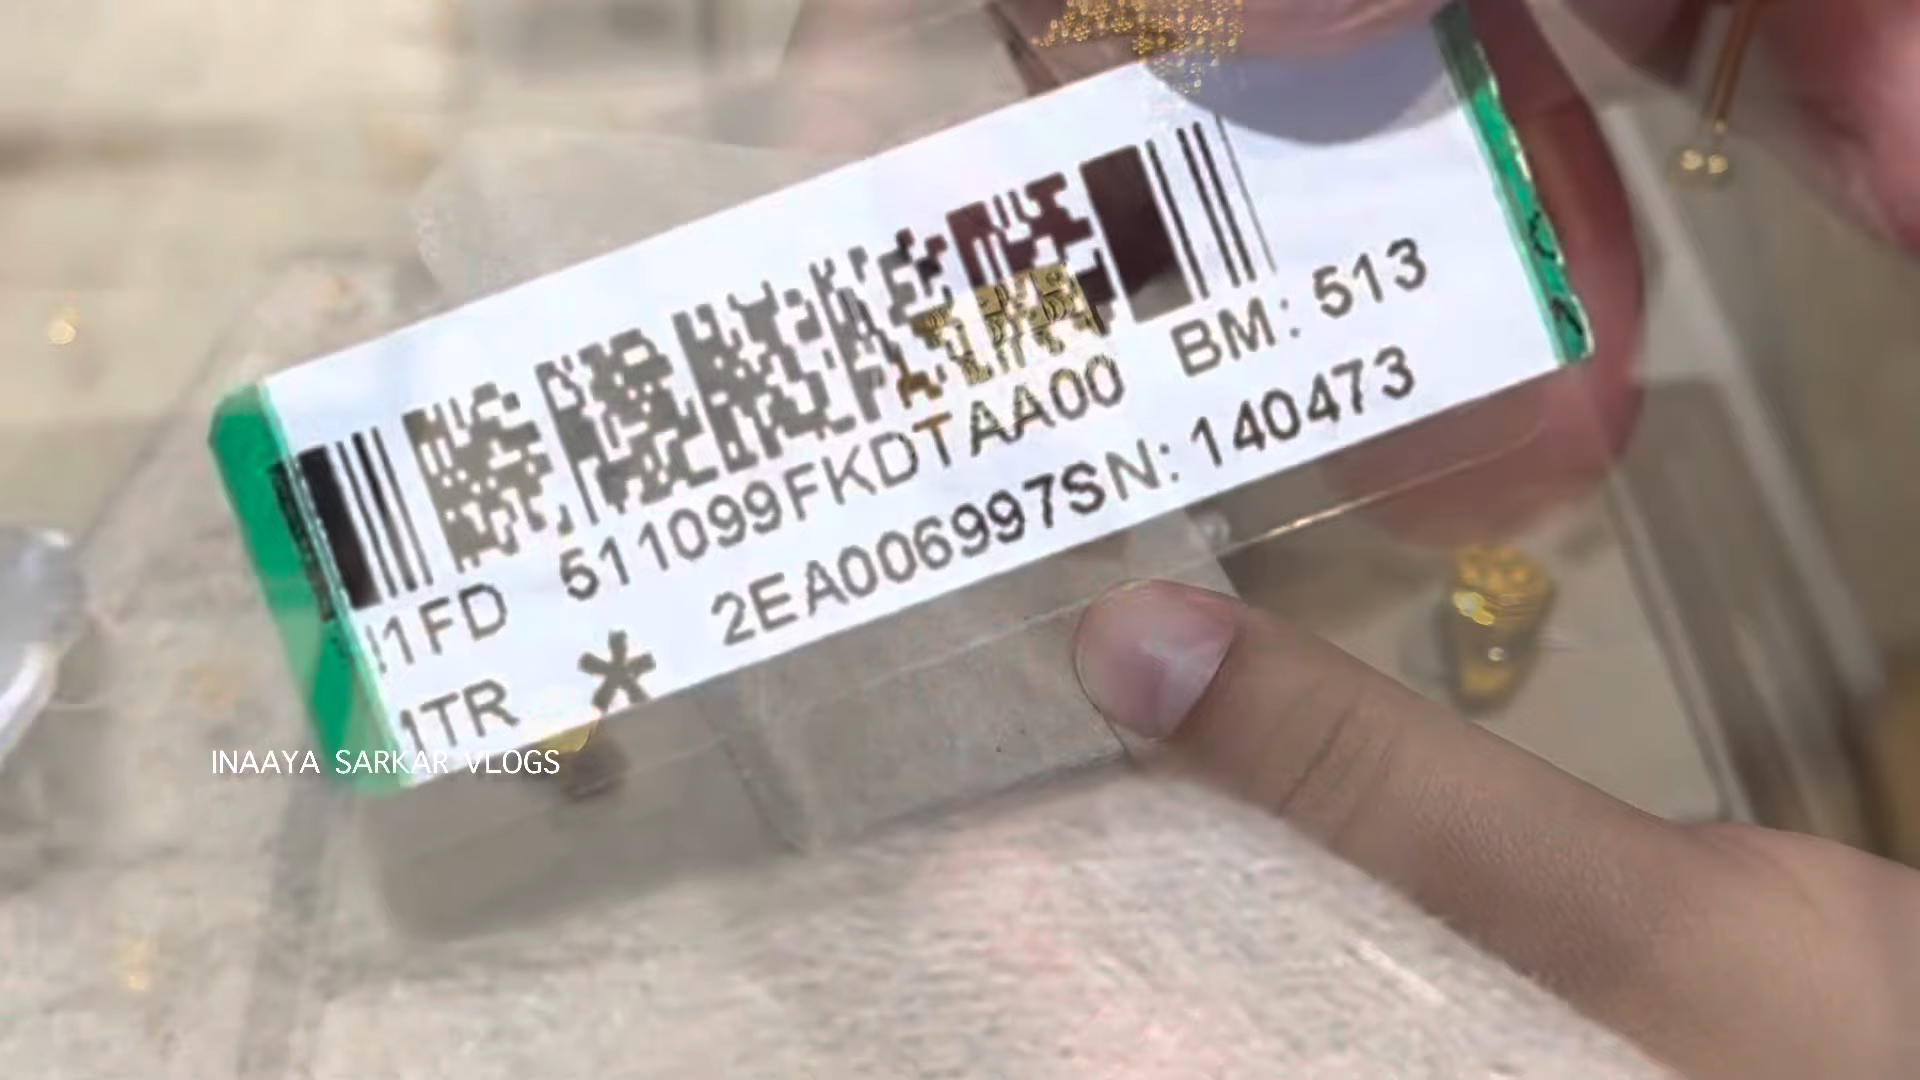 !1FD 511099FKDTAA00 BM: 513
1TR * 2EA006997SN: 140473
INAAYA SARKAR VLOGS